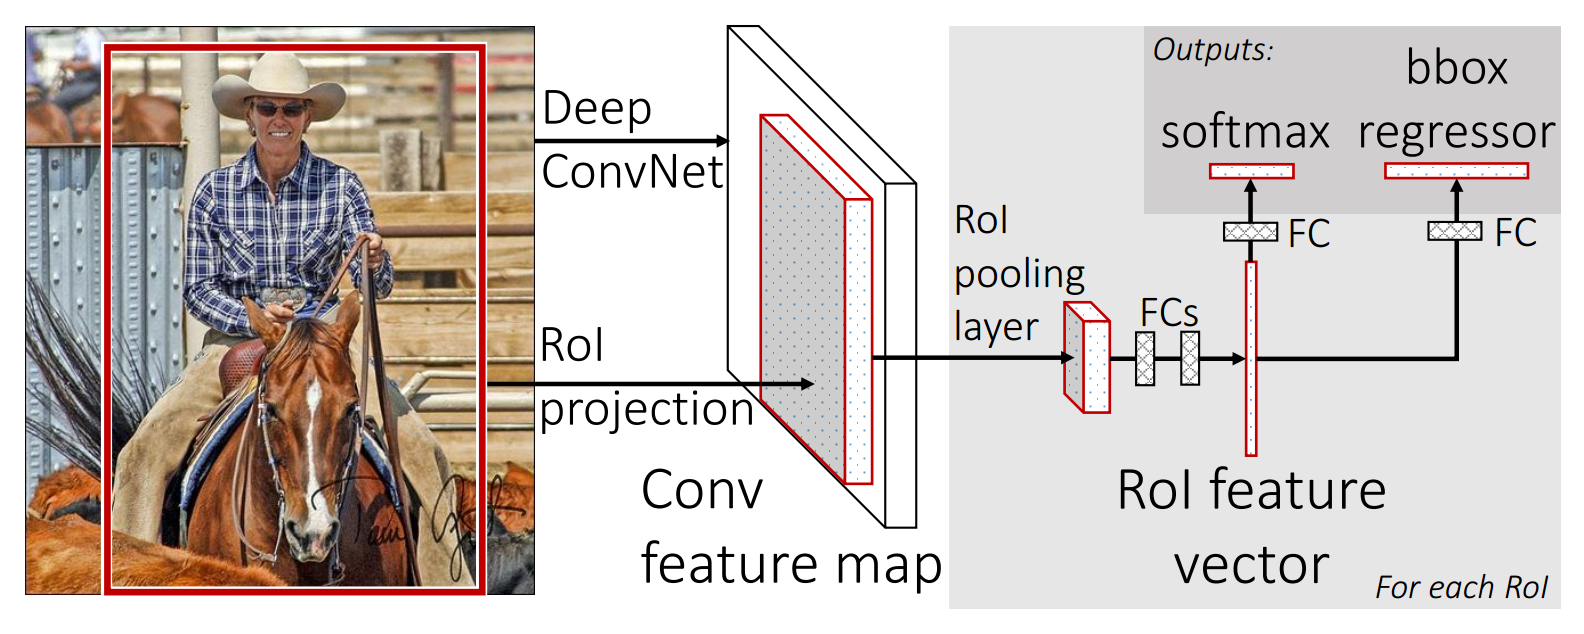 Deep
ConvNet
RoI
projection
Conv
feature map
RoI
pooling
layer
FCs
RoI feature
vector
For each RoI
Outputs:
softmax
bbox
regressor
FC
FC